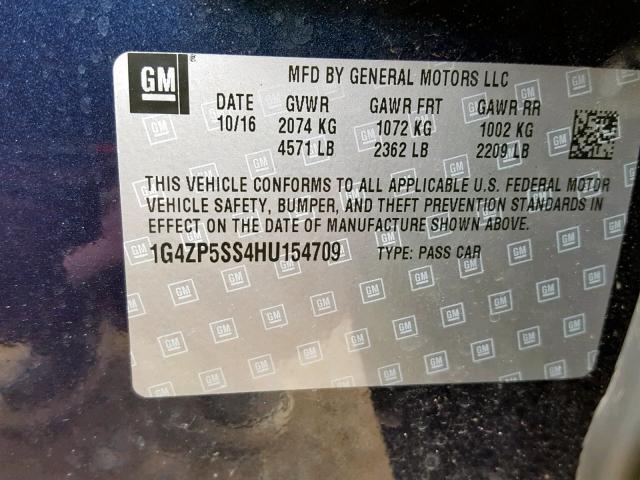 GM MFD BY GENERAL MOTORS LLC
DATE GVWR GAWR FRT GAWR RR
10/16 2074 KG 1072 KG 1002 KG
4571 LB 2362 LB 2209 LB
THIS VEHICLE CONFORMS TO ALL APPLICABLE U.S. FEDERAL MOTOR
VEHICLE SAFETY, BUMPER, AND THEFT PREVENTION STANDARDS IN
EFFECT ON THE DATE OF MANUFACTURE SHOWN ABOVE.
1G4ZP5SS4HU154709 TYPE: PASS CAR